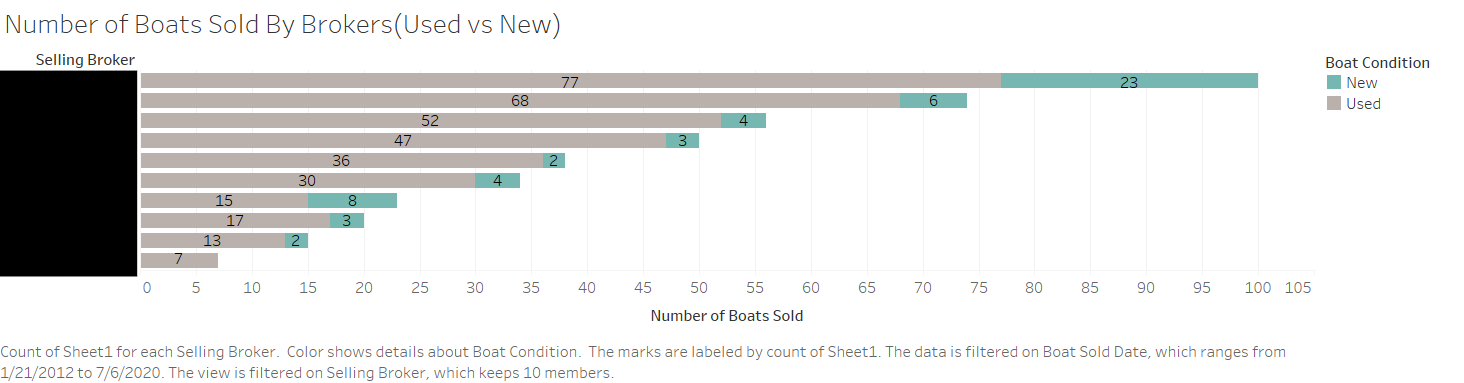 Number of Boats Sold By Brokers(Used vs New)
Selling Broker
Boat Condition
New
Used
77 23
68 6
52 4
47 3
36 2
30 4
15 8
17 3
13 2
7
0 5 10 15 20 25 30 35 40 45 50 55 60 65 70 75 80 85 90 95 100 105
Number of Boats Sold
Count of Sheet1 for each Selling Broker.  Color shows details about Boat Condition.  The marks are labeled by count of Sheet1. The data is filtered on Boat Sold Date, which ranges from
1/21/2012 to 7/6/2020. The view is filtered on Selling Broker, which keeps 10 members.